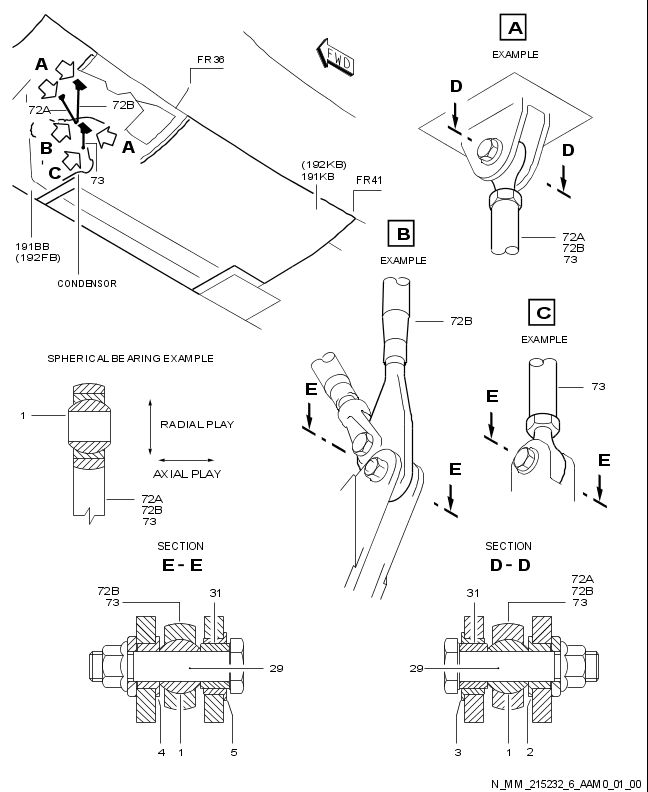 A
EXAMPLE
FR36
FWD
A
72A
72B
B
A
C
73
D
D
(192KB)
191KB
FR41
72A
72B
73
191BB
(192FB)
CONDENSOR
B
EXAMPLE
72B
C
EXAMPLE
SPHERICAL BEARING EXAMPLE
1
RADIAL PLAY
AXIAL PLAY
72A
72B
73
E
E
E
73
E
SECTION
E - E
72B
73
31
29
4
1
5
SECTION
D - D
31
72A
72B
73
29
3
1
2
N_MM_215232_6_AAM0_01_00